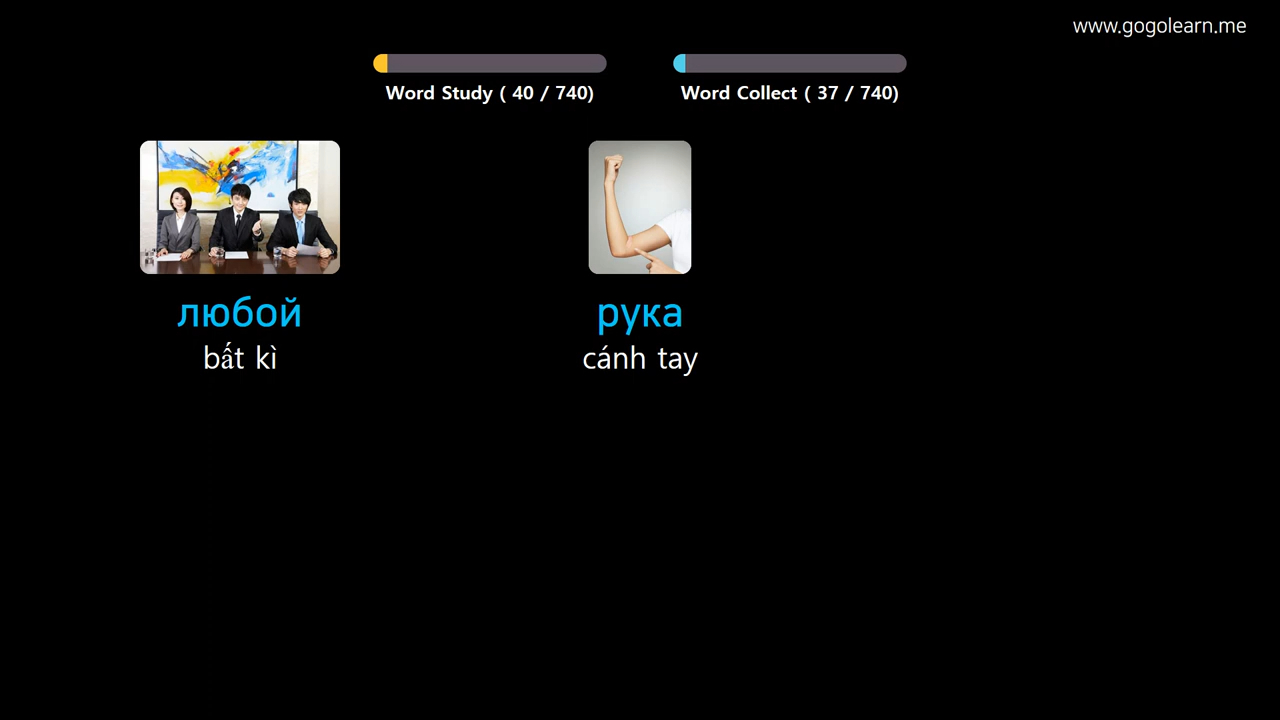 www.gogolearn.me
Word Study ( 40 / 740)
Word Collect ( 37 / 740)
любой
bất kì
рука
cánh tay